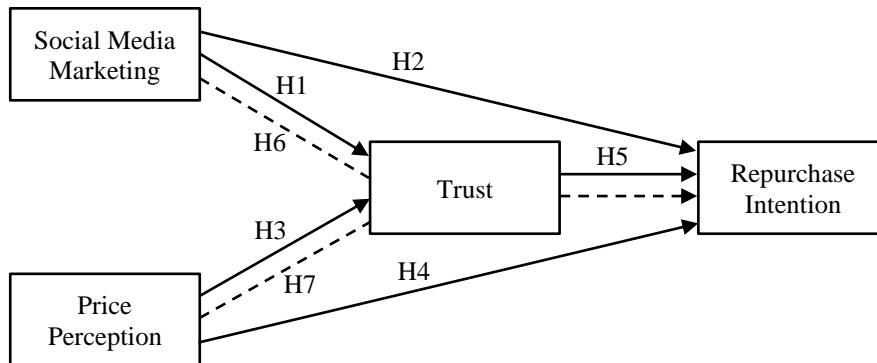 Social Media
Marketing
H2
H1
H6
H5
Trust
Repurchase
Intention
H3
H7
H4
Price
Perception